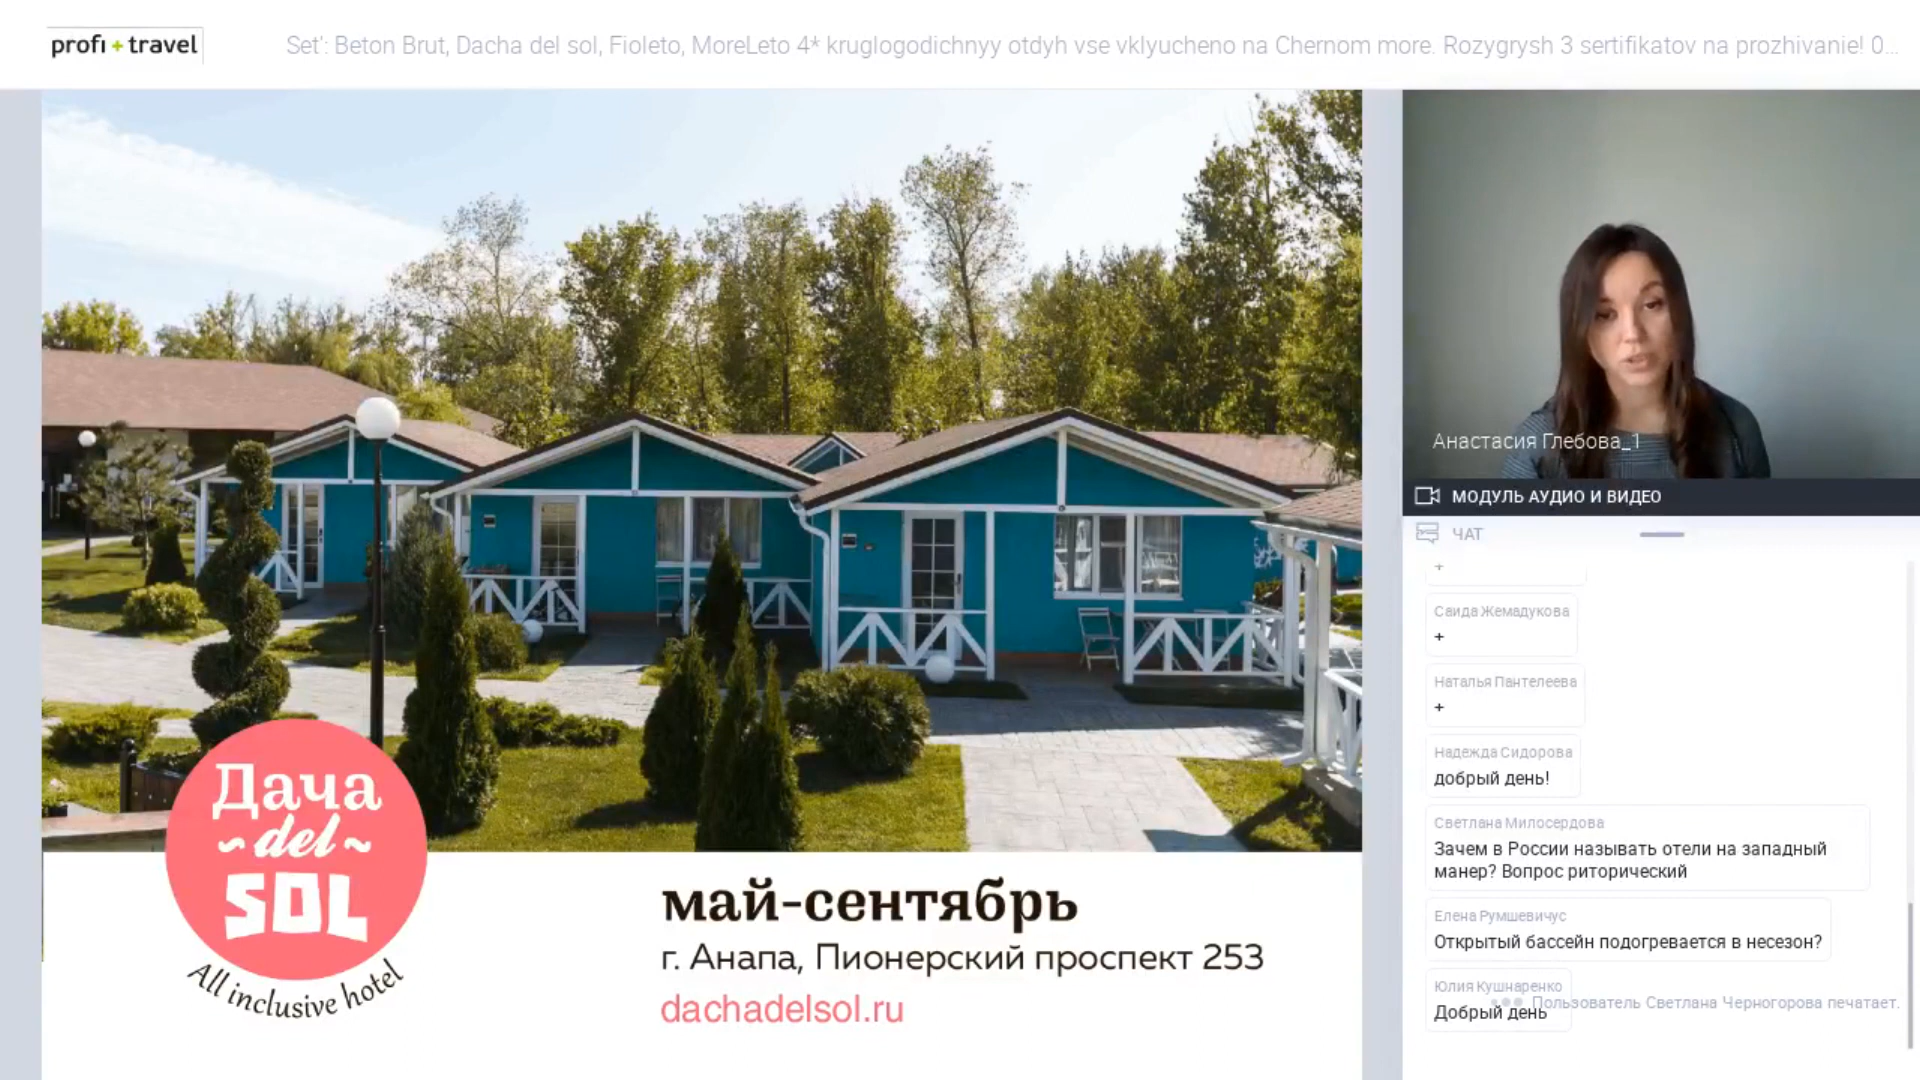 profi + travel
Set': Beton Brut, Dacha del sol, Fioleto, MoreLeto 4* kruglogodichnyy otdyh vse vklyucheno na Chernom more. Rozygrysh 3 sertifikatov na prozhivanie! 0...
Дача
~ del ~
SOL
All inclusive hotel
май-сентябрь
г. Анапа, Пионерский проспект 253
dachadelsol.ru
Анастасия Глебова_1
МОДУЛЬ АУДИО И ВИДЕО
ЧАТ
+
Саида Жемадукова
+
Наталья Пантелеева
+
Надежда Сидорова
добрый день!
Светлана Милосердова
Зачем в России называть отели на западный
манер? Вопрос риторический
Елена Румшевичус
Открытый бассейн подогревается в несезон?
Юлия Кушнаренко
Пользователь Светлана Черногорова печатает.
Добрый день